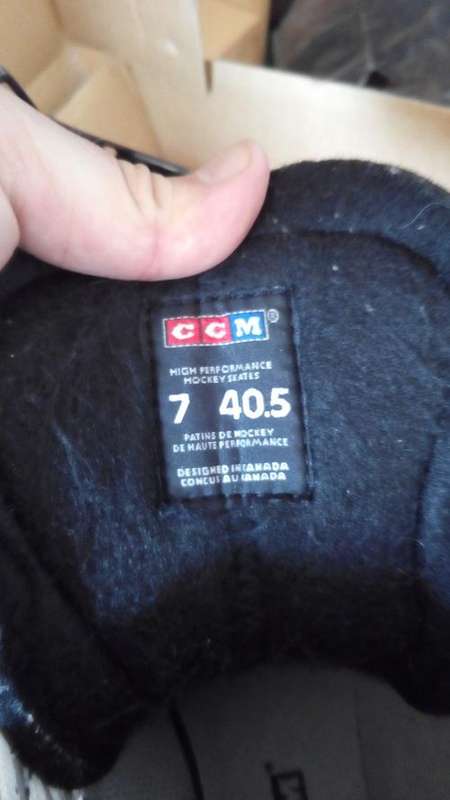 CCM®
HIGH PERFORMANCE
HOCKEY SKATES
7 40.5
PATINS DE HOCKEY
DE HAUTE PERFORMANCE
DESIGNED IN CANADA
CONCU AU CANADA